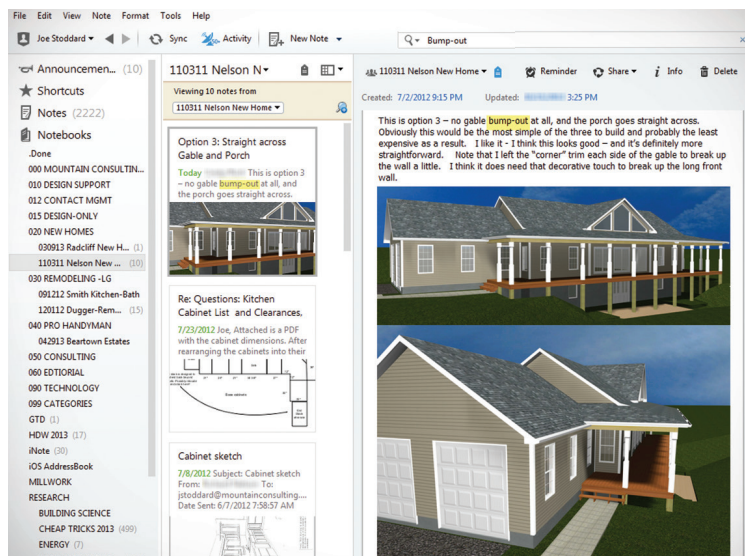 File Edit View Note Format Tools Help
Joe Stoddard Sync Activity New Note
Bump-out
Announcemen... (10)
Shortcuts
Notes (2222)
Notebooks
.Done
000 MOUNTAIN CONSULTIN...
010 DESIGN SUPPORT
012 CONTACT MGMT
015 DESIGN-ONLY
020 NEW HOMES
030913 Radcliff New H... (1)
110311 Nelson New ... (10)
030 REMODELING -LG
091212 Smith Kitchen-Bath
120112 Dugger-Rem... (15)
040 PRO HANDYMAN
042913 Beartown Estates
050 CONSULTING
060 EDTIORIAL
090 TECHNOLOGY
099 CATEGORIES
GTD (1)
HDW 2013 (17)
iNote (30)
iOS AddressBook
MILLWORK
RESEARCH
BUILDING SCIENCE
CHEAP TRICKS 2013 (499)
ENERGY (7)
110311 Nelson N
Viewing 10 notes from
110311 Nelson New Home
Option 3: Straight across
Gable and Porch
Today This is option 3
– no gable bump-out at all, and
the porch goes straight across.
Re: Questions: Kitchen
Cabinet List and Clearances,
7/23/2012 Joe, Attached is a PDF
with the cabinet dimensions. After
rearranging the cabinets into their
Cabinet sketch
7/8/2012 Subject: Cabinet sketch
From: To:
jstoddard@mountainconsulting....
Date Sent: 6/7/2012 7:58:57 AM
110311 Nelson New Home Reminder Share Info Delete
Created: 7/2/2012 9:15 PM Updated: 3:25 PM
This is option 3 – no gable bump-out at all, and the porch goes straight across.
Obviously this would be the most simple of the three to build and probably the least
expensive as a result. I like it - I think this looks good – and it's definitely more
straightforward. Note that I left the "corner" trim each side of the gable to break up
the wall a little. I think it does need that decorative touch to break up the long front
wall.